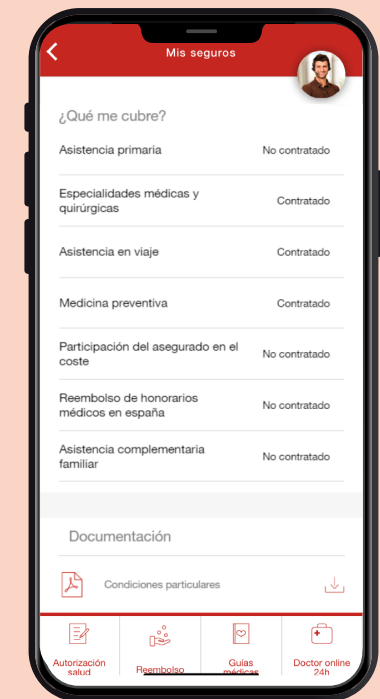 Mis seguros
¿Qué me cubre?
Asistencia primaria No contratado
Especialidades médicas y
quirúrgicas Contratado
Asistencia en viaje Contratado
Medicina preventiva Contratado
Participación del asegurado en el
coste No contratado
Reembolso de honorarios
médicos en españa No contratado
Asistencia complementaria
familiar No contratado
Documentación
Condiciones particulares
Autorización
salud
Reembolso
Guías
médicas
Doctor online
24h